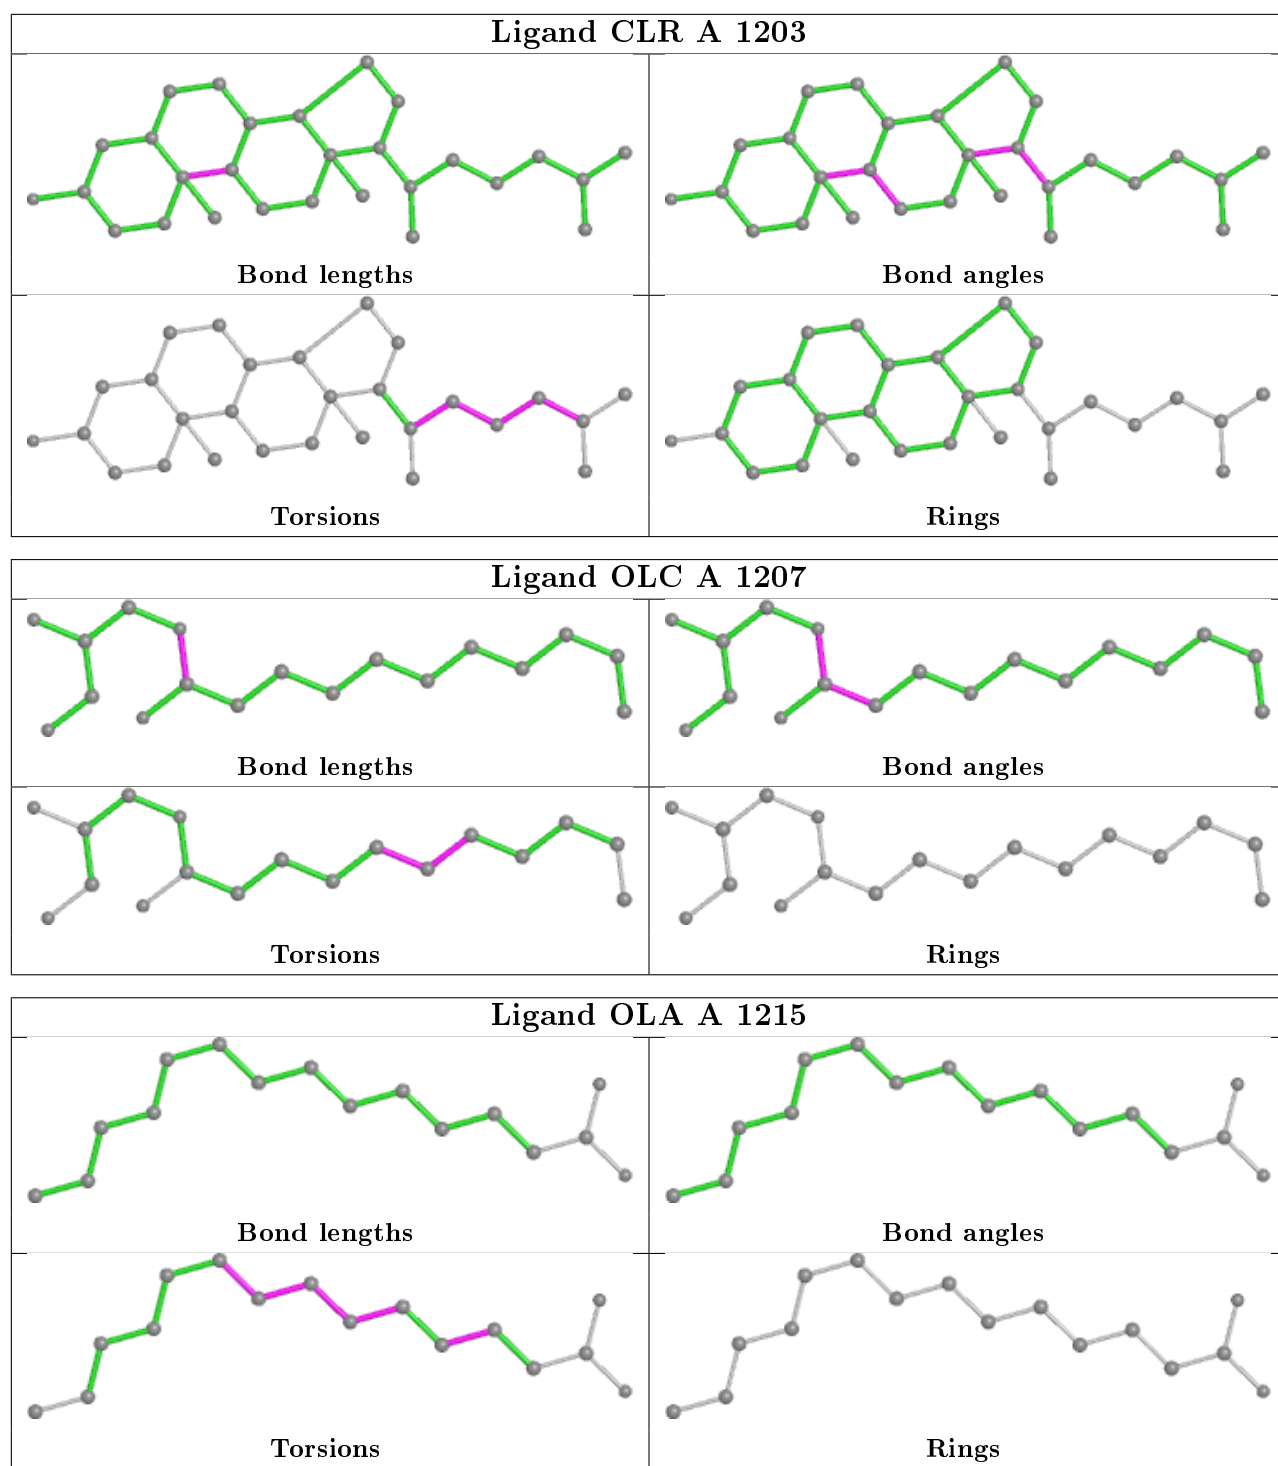 Ligand CLR A 1203
Bond lengths
Bond angles
Torsions
Rings
Ligand OLC A 1207
Bond lengths
Bond angles
Torsions
Rings
Ligand OLA A 1215
Bond lengths
Bond angles
Torsions
Rings